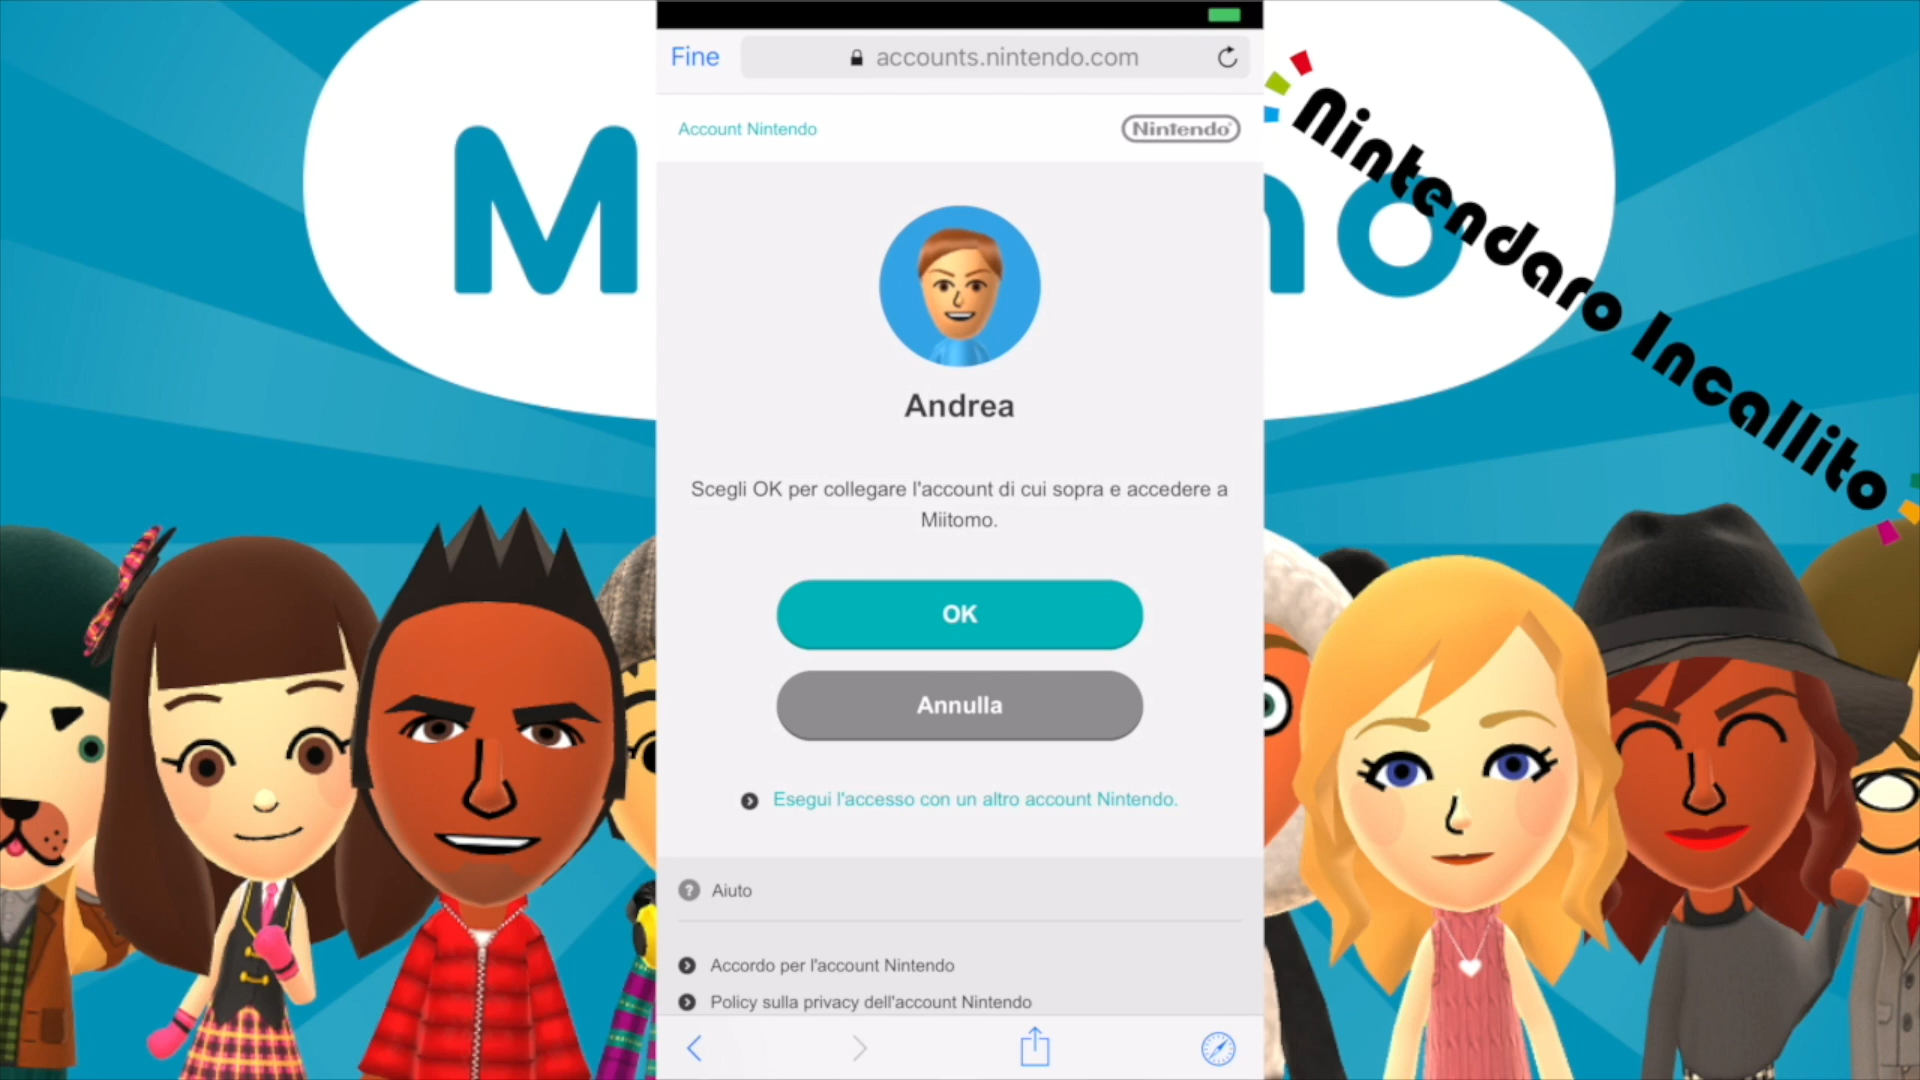 Fine
accounts.nintendo.com
Account Nintendo
Nintendo
Nintendaro Incallito
Andrea
Scegli OK per collegare l'account di cui sopra e accedere a
Miitomo.
OK
Annulla
Esegui l'accesso con un altro account Nintendo.
Aiuto
Accordo per l'account Nintendo
Policy sulla privacy dell'account Nintendo